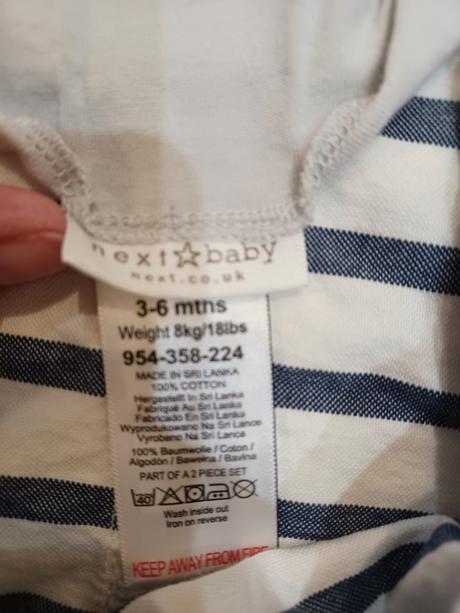 next☆baby
next.co.uk
3-6 mths
Weight 8kg/18lbs
954-358-224
MADE IN SRI LANKA
100% COTTON
Hergestellt In Sri Lanka
Fabriqué Au Sri Lanka
Fabricado En Sri Lanka
Wyprodukowano Na Sri Lance
Vyrobeno Na Sri Lance
100% Baumwolle / Coton /
Algodón / Bawełna / Bavlna
PART OF A 2 PIECE SET
40
Wash inside out
Iron on reverse
KEEP AWAY FROM FIRE